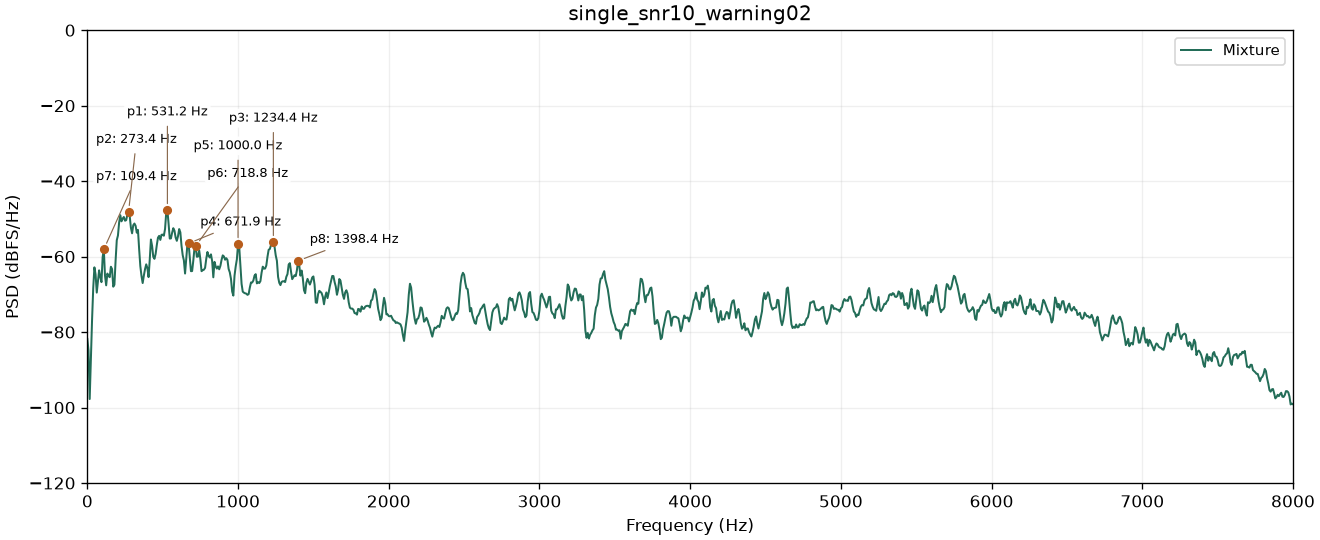 single_snr10_warning02
Mixture
p1: 531.2 Hz
p3: 1234.4 Hz
p2: 273.4 Hz
p5: 1000.0 Hz
p7: 109.4 Hz
p6: 718.8 Hz
p4: 671.9 Hz
p8: 1398.4 Hz
PSD (dBFS/Hz)
0
−20
−40
−60
−80
−100
−120
0 1000 2000 3000 4000 5000 6000 7000 8000
Frequency (Hz)